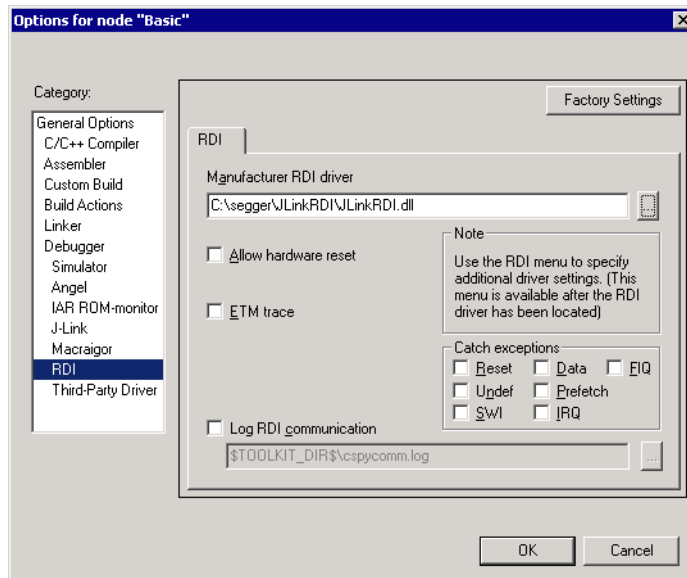 Options for node "Basic"
Category:
General Options
C/C++ Compiler
Assembler
Custom Build
Build Actions
Linker
Debugger
Simulator
Angel
IAR ROM-monitor
J-Link
Macraigor
RDI
Third-Party Driver
Factory Settings
RDI
Manufacturer RDI driver
C:\segger\JLinkRDI\JLinkRDI.dll
...
Allow hardware reset
ETM trace
Note
Use the RDI menu to specify
additional driver settings. (This
menu is available after the RDI
driver has been located)
Catch exceptions
Reset Data FIQ
Undef Prefetch
SWI IRQ
Log RDI communication
$TOOLKIT_DIR$\cspycomm.log
...
OK Cancel